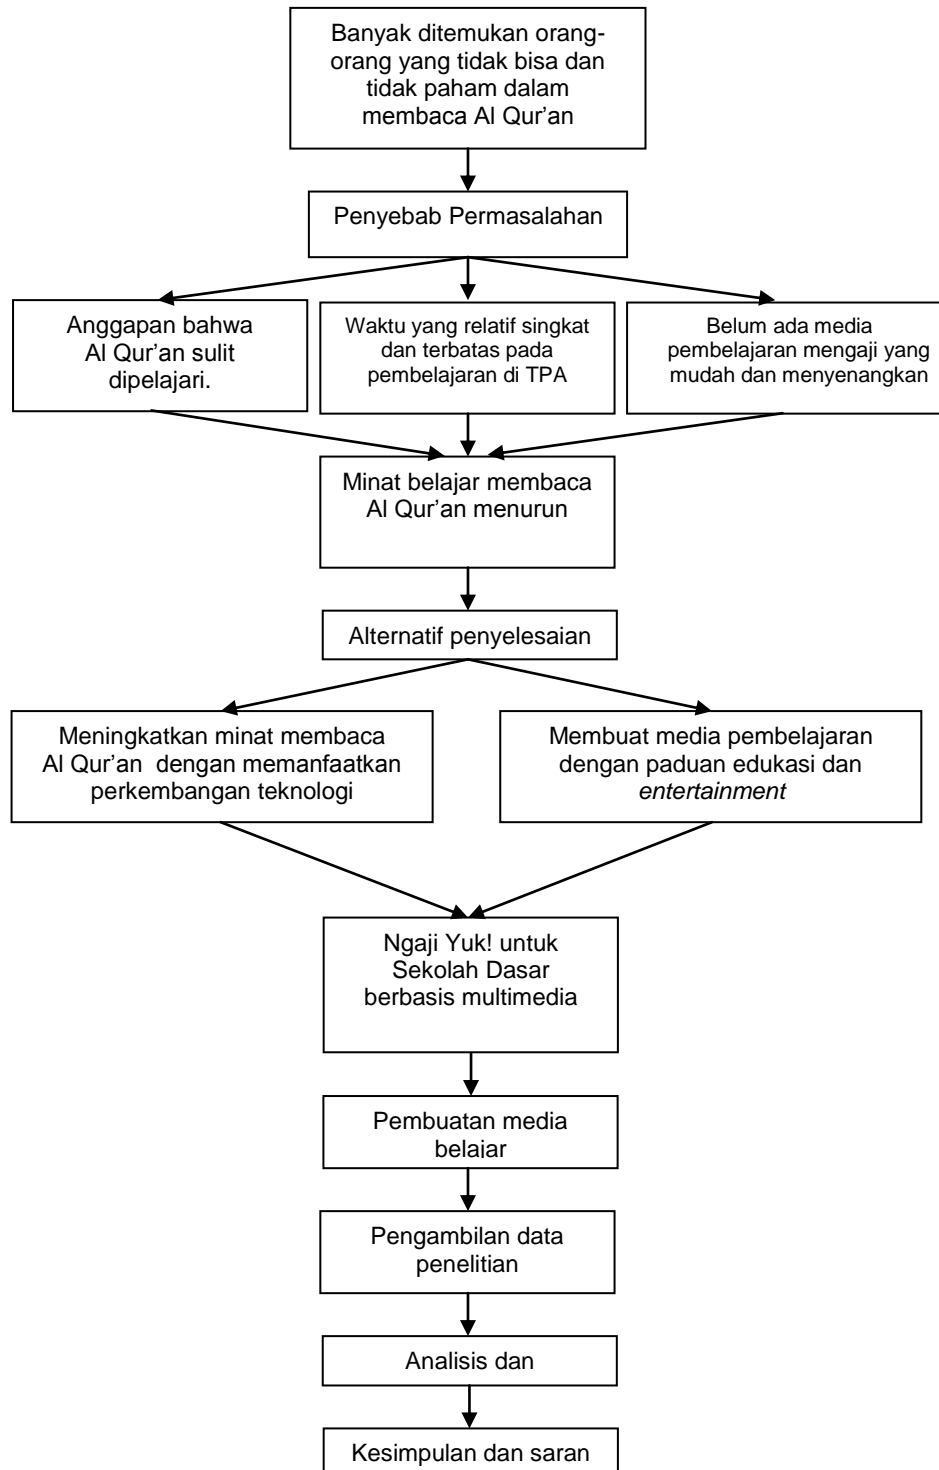 Banyak ditemukan orang-
orang yang tidak bisa dan
tidak paham dalam
membaca Al Qur’an
Penyebab Permasalahan
Anggapan bahwa
Al Qur’an sulit
dipelajari.
Waktu yang relatif singkat
dan terbatas pada
pembelajaran di TPA
Belum ada media
pembelajaran mengaji yang
mudah dan menyenangkan
Minat belajar membaca
Al Qur’an menurun
Alternatif penyelesaian
Meningkatkan minat membaca
Al Qur’an dengan memanfaatkan
perkembangan teknologi
Membuat media pembelajaran
dengan paduan edukasi dan
entertainment
Ngaji Yuk! untuk
Sekolah Dasar
berbasis multimedia
Pembuatan media
belajar
Pengambilan data
penelitian
Analisis dan
Kesimpulan dan saran